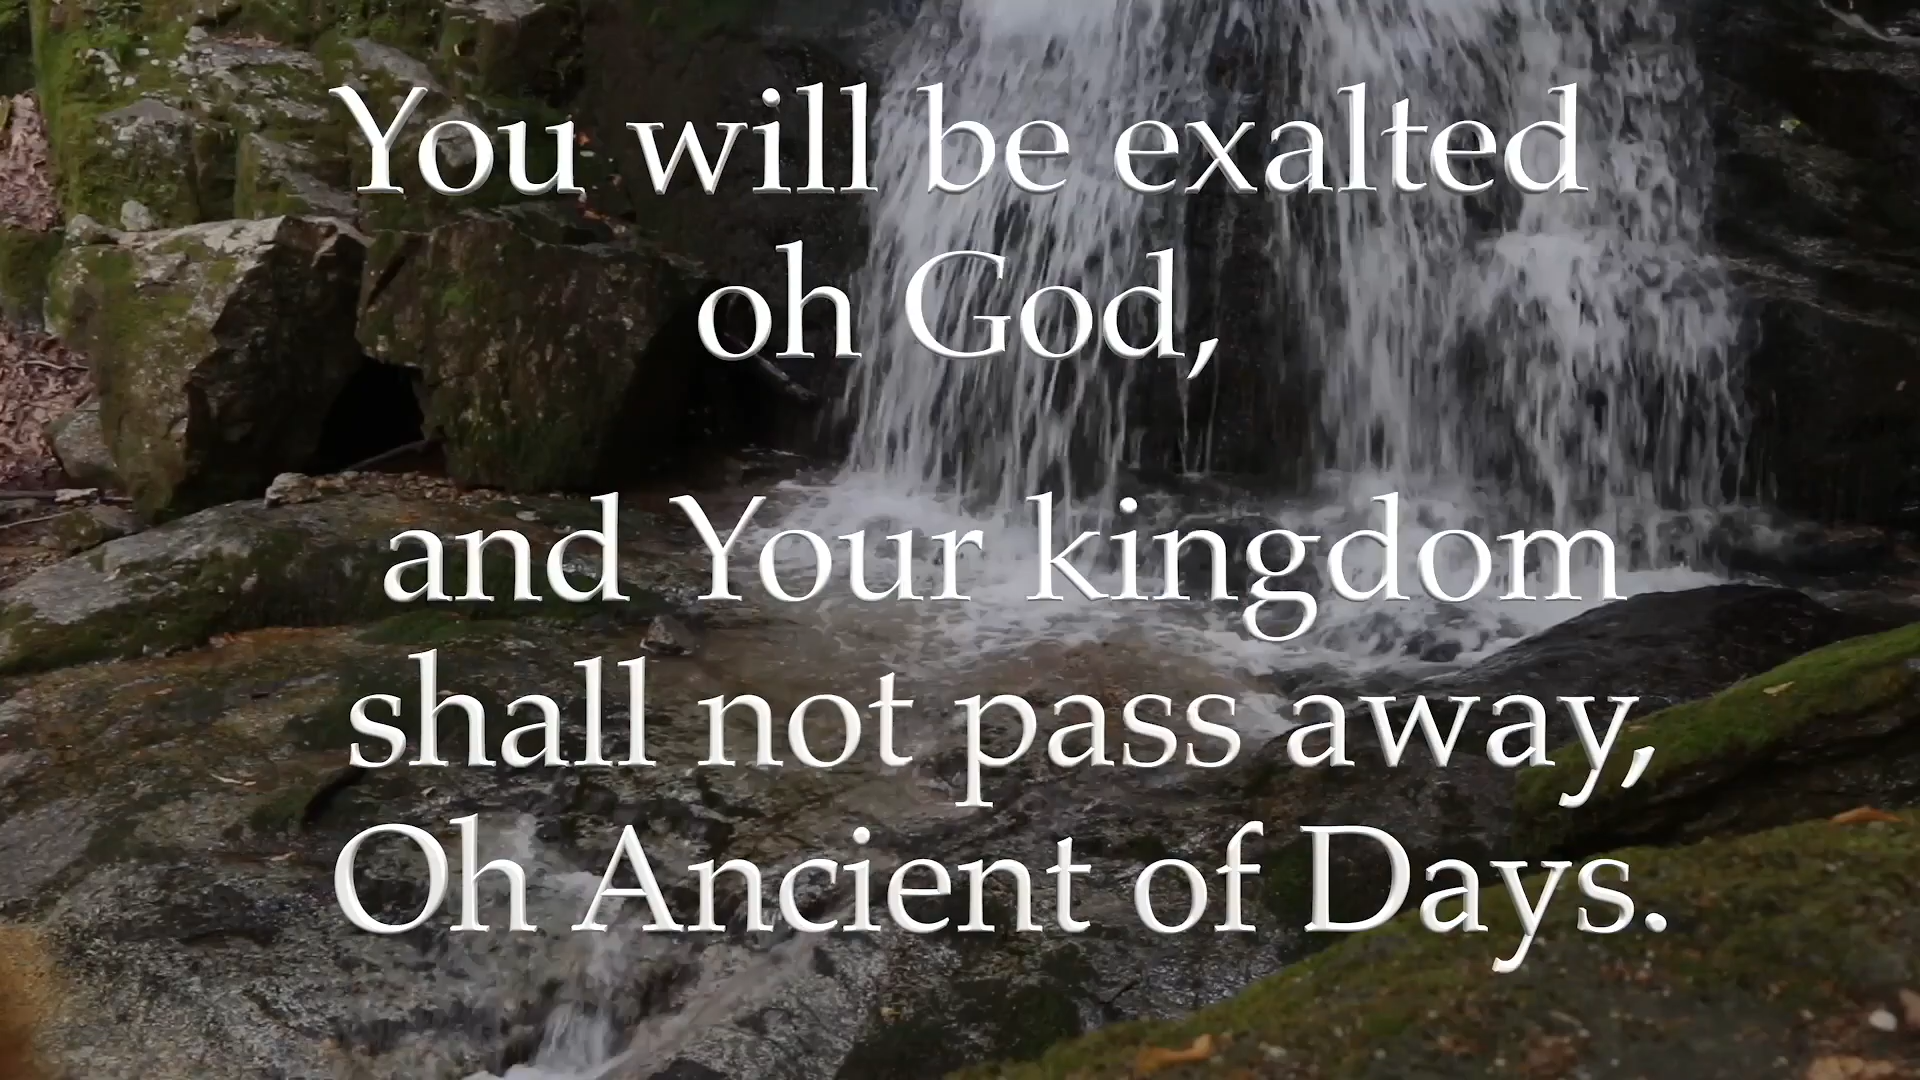 You will be exalted
oh God,
and Your kingdom
shall not pass away,
Oh Ancient of Days.